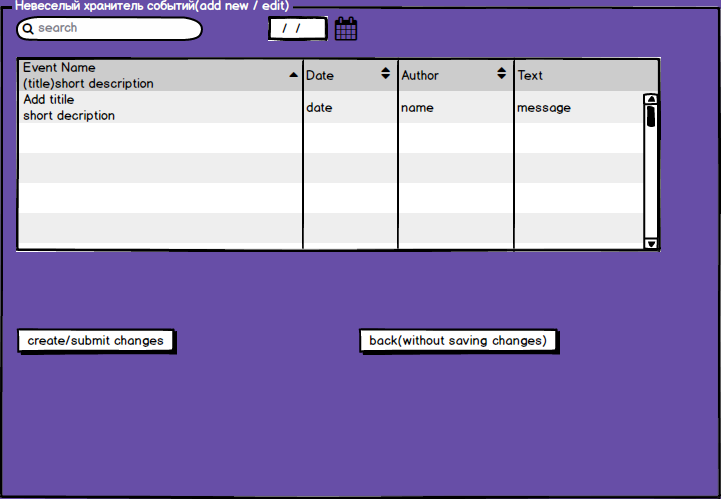 Невеселый хранитель событий(add new / edit)
search
/ /
Event Name
(title)short description
Date
Author
Text
Add titile
short decription
date
name
message
create/submit changes
back(without saving changes)